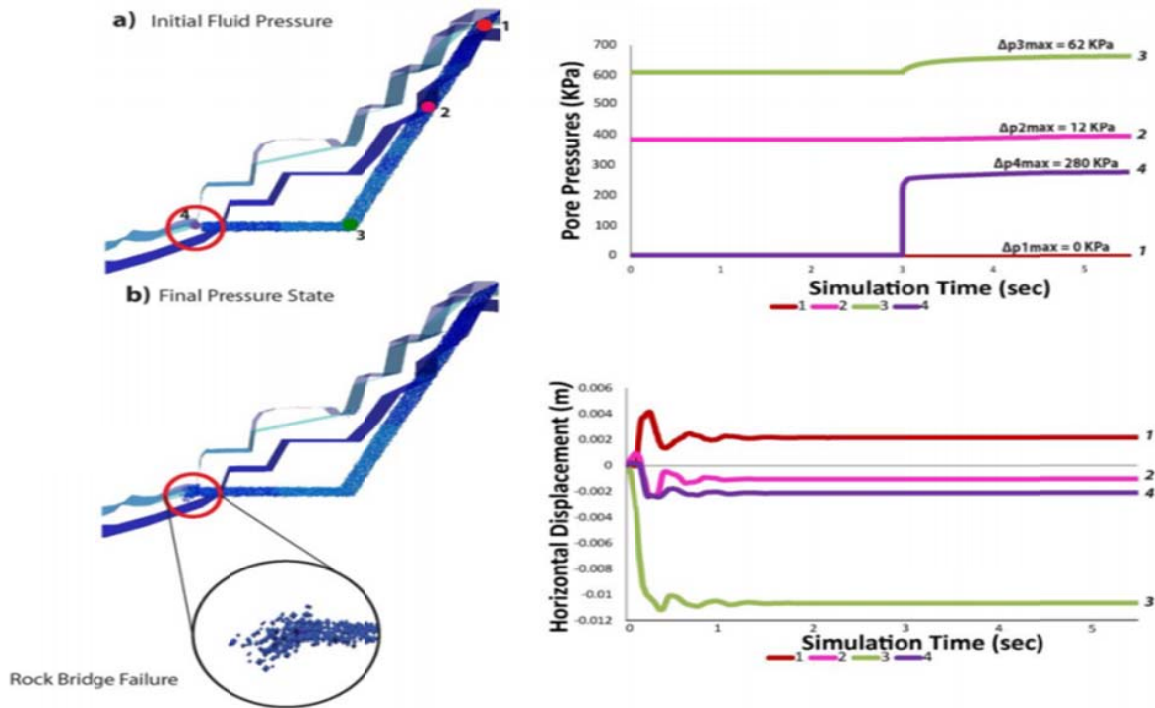 a) Initial Fluid Pressure
1
2
3
4
b) Final Pressure State
Rock Bridge Failure
Pore Pressures (KPa)
700
600
500
400
300
200
100
0
Δp3max = 62 KPa
3
Δp2max = 12 KPa
2
Δp4max = 280 KPa
4
Δp1max = 0 KPa
1
0 1 2 3 4 5
Simulation Time (sec)
1 2 3 4
Horizontal Displacement (m)
0.006
0.004
0.002
0
-0.002
-0.004
-0.006
-0.008
-0.01
-0.012
1
2
4
3
0 1 2 3 4 5
Simulation Time (sec)
1 2 3 4